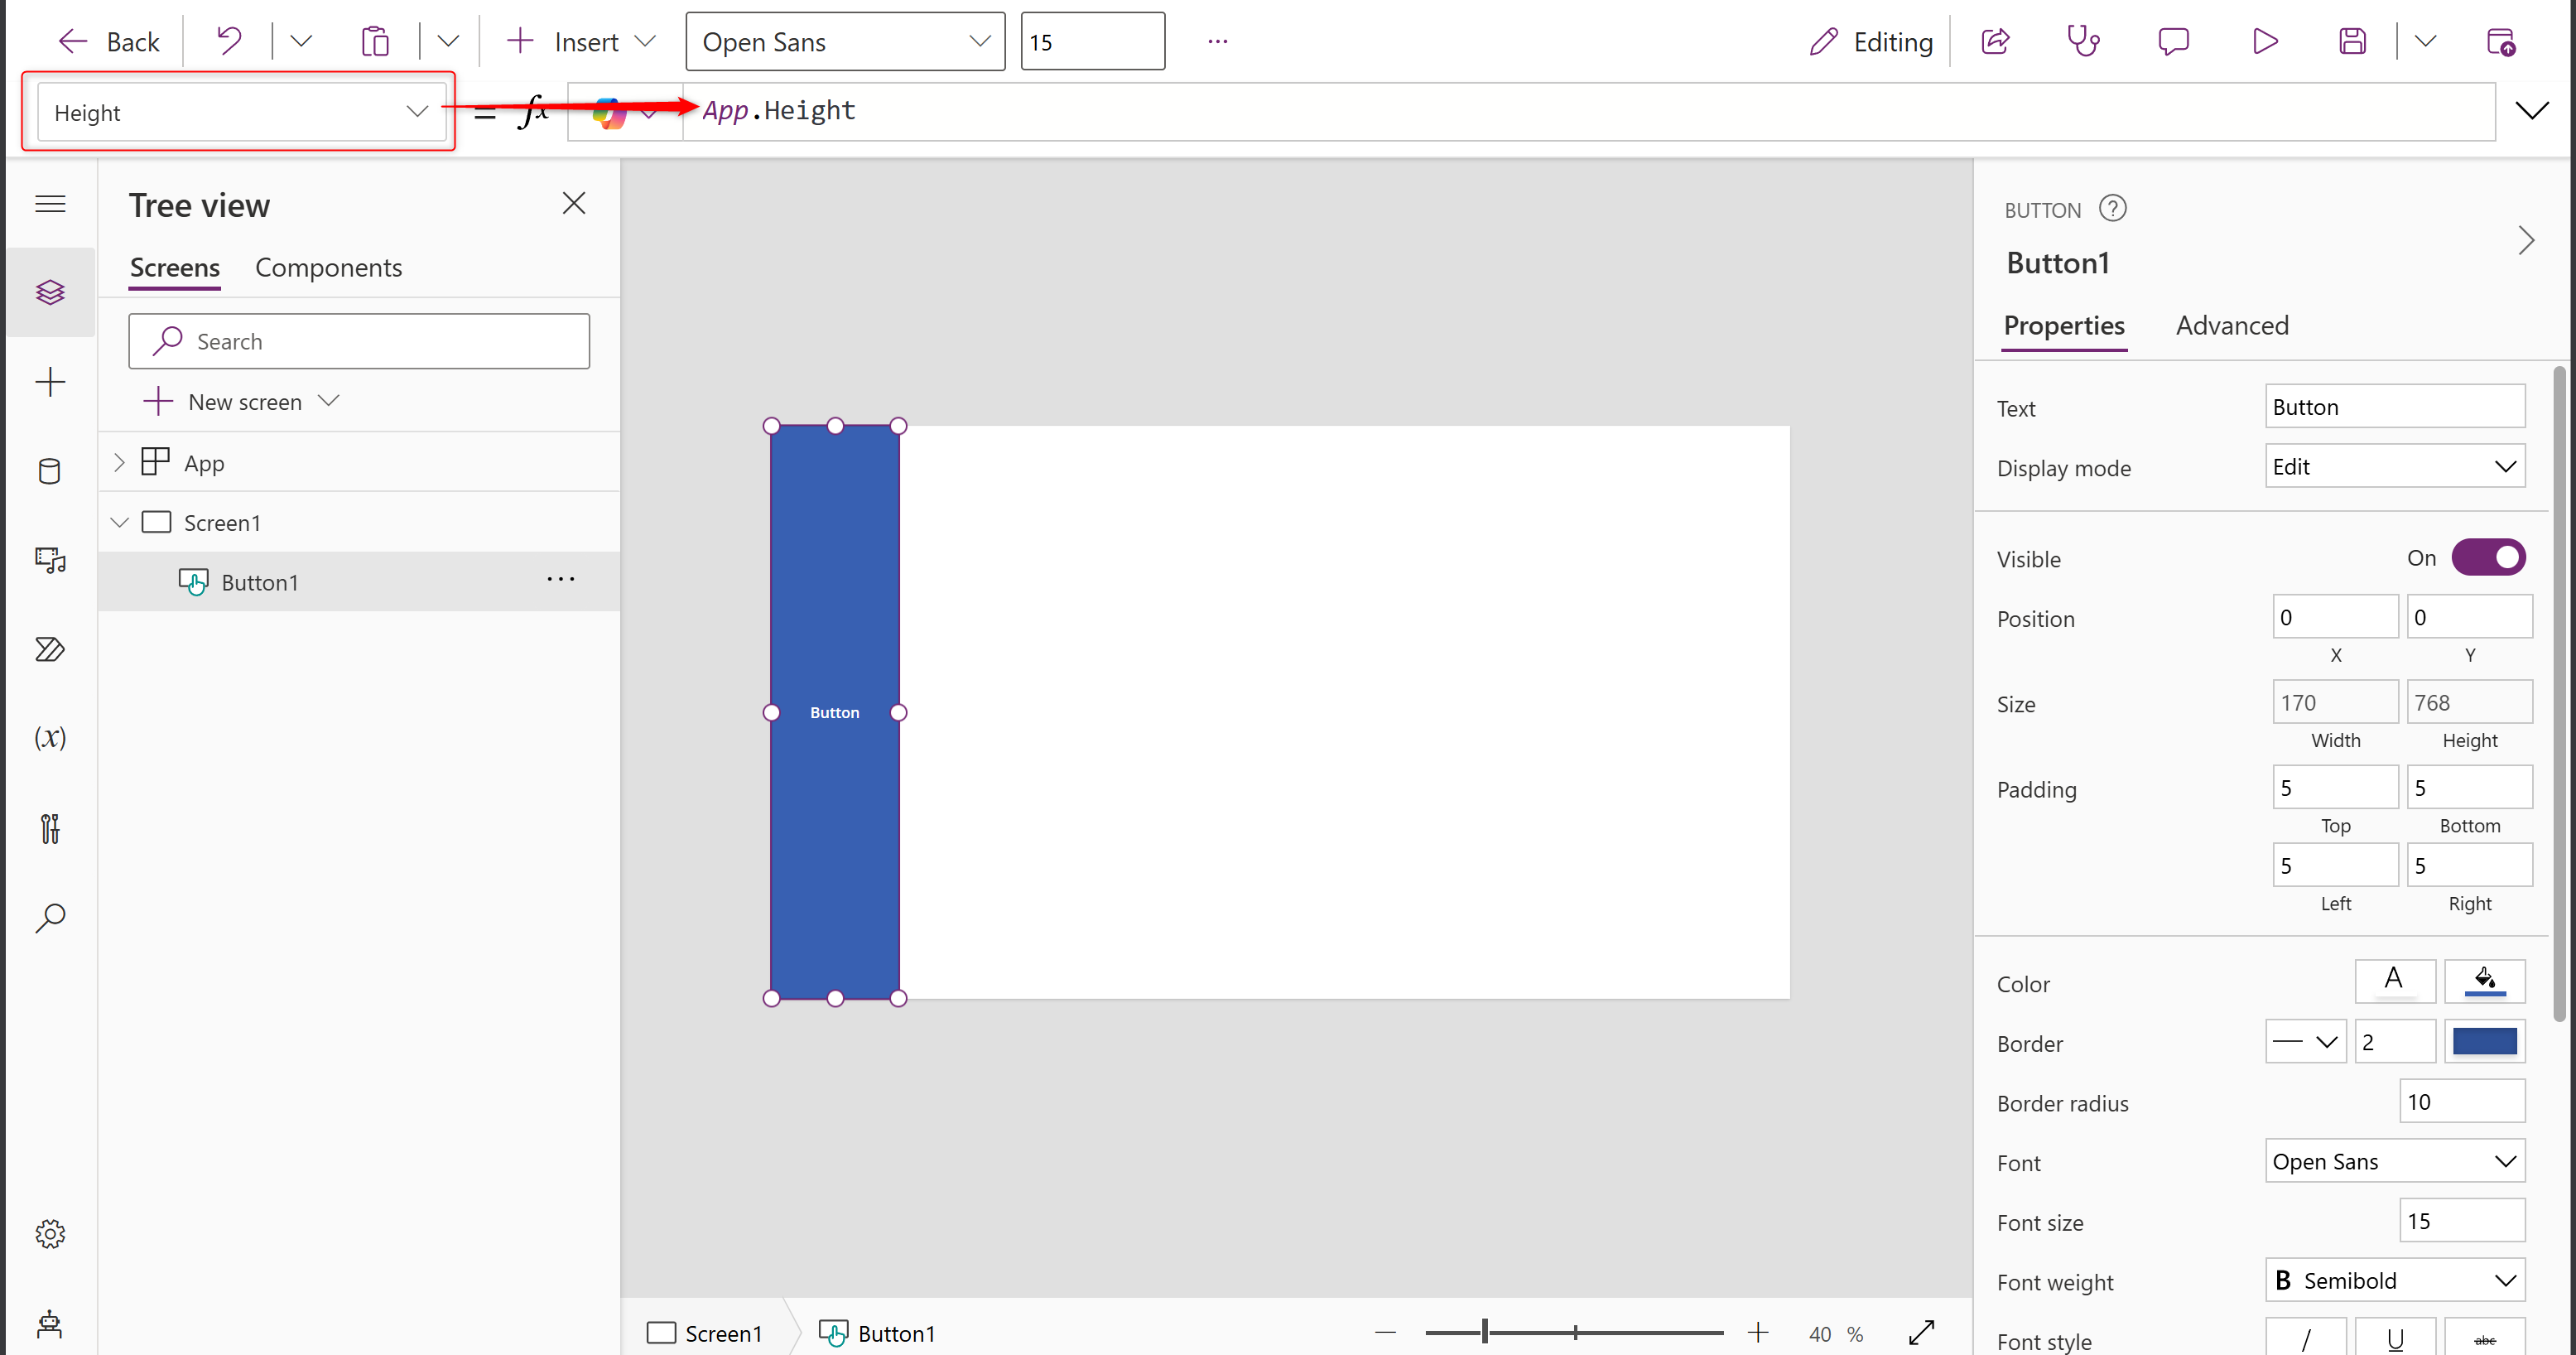 Back
Insert
Open Sans
15
...
Editing
Height
= fx
App.Height
Tree view
Screens Components
Search
New screen
App
Screen1
Button1
...
(x)
Button
Screen1
Button1
40 %
BUTTON ?
Button1
Properties Advanced
Text Button
Display mode Edit
Visible On
Position 0 0
X Y
Size 170 768
Width Height
Padding 5 5
Top Bottom
5 5
Left Right
Color A
Border 2
Border radius 10
Font Open Sans
Font size 15
Font weight B Semibold
Font style / U abc